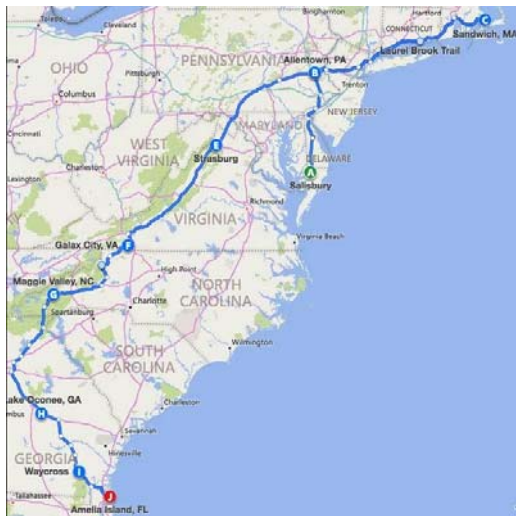 Toledo
Cleveland
Binghamton
Hartford
C
CONNECTICUT
Sandwich, MA
Laurel Brook Trail
Allentown, PA
PENNSYLVANIA
B
OHIO
Pittsburgh
Trenton
Columbus
NEW JERSEY
MARYLAND
E
Strasburg
Cincinnati
WEST
VIRGINIA
DELAWARE
A
Salisbury
Charleston
Lexington
Richmond
VIRGINIA
Galax City, VA
F
Virginia Beach
Maggie Valley, NC
High Point
G
NORTH
CAROLINA
Charlotte
Spartanburg
Wilmington
SOUTH
CAROLINA
Lake Oconee, GA
H
Charleston
Savannah
Hinesville
GEORGIA
Waycross
I
Tallahassee
J
Amelia Island, FL